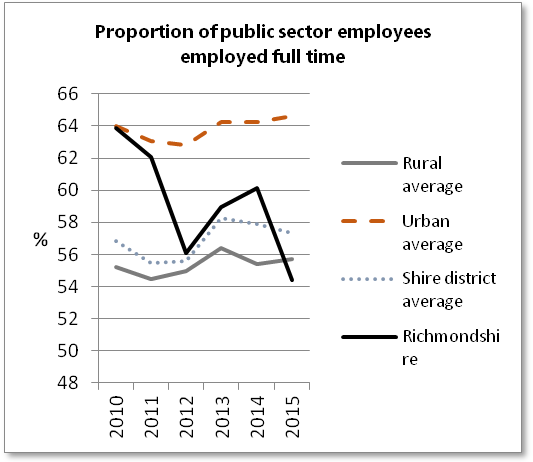 Proportion of public sector employees
employed full time
66
64
62
60
58
56
54
52
50
48
%
2010
2011
2012
2013
2014
2015
Rural
average
Urban
average
Shire district
average
Richmondshi
re